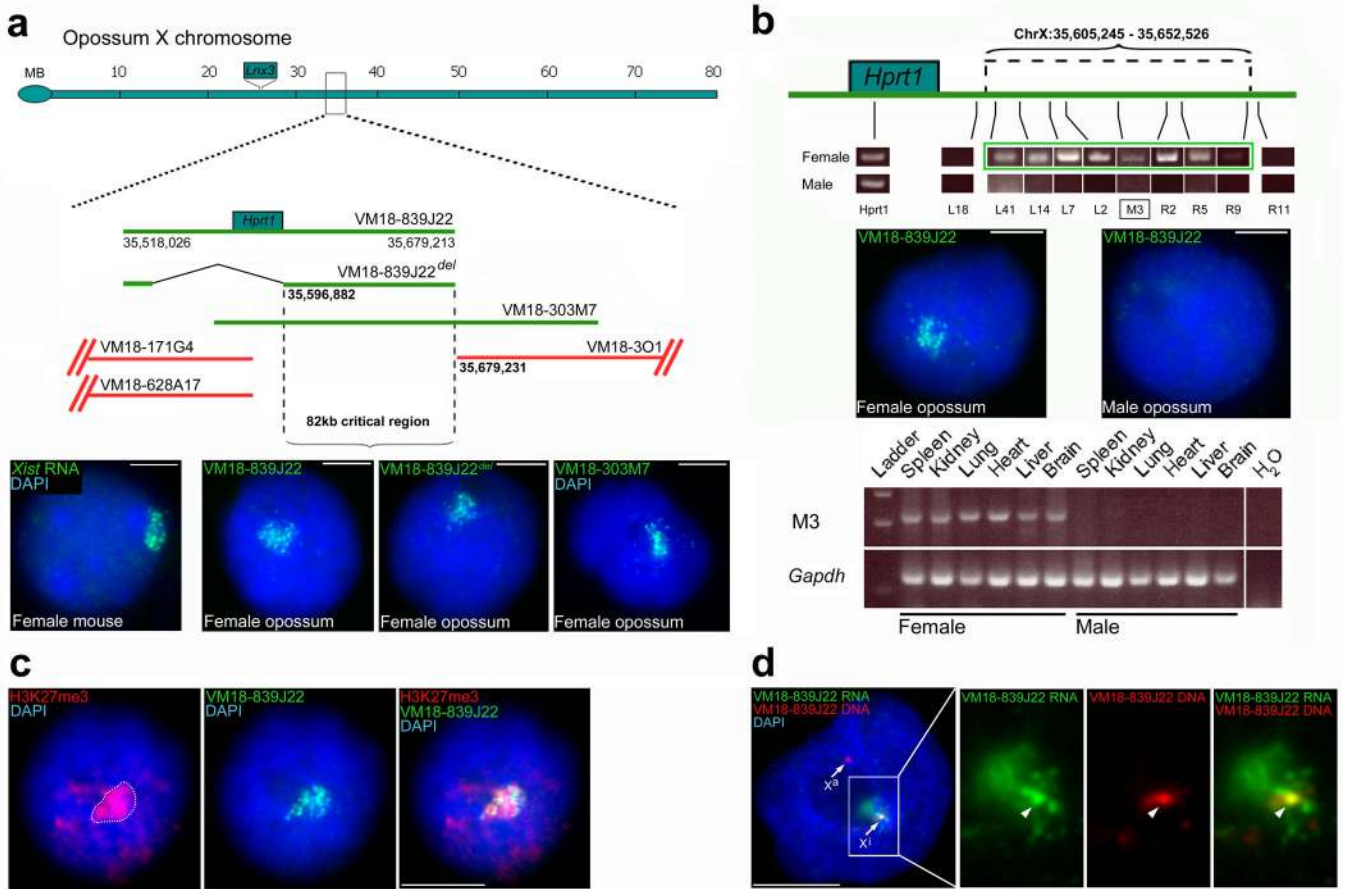 a
Opossum X chromosome
MB
10
20
Lnx3
30
40
50
60
70
80
Hprt1
VM18-839J22
35,518,026
35,679,213
VM18-839J22del
35,596,882
VM18-303M7
VM18-171G4
VM18-3O1
35,679,231
VM18-628A17
82kb critical region
Xist RNA
DAPI
Female mouse
VM18-839J22
Female opossum
VM18-839J22del
Female opossum
VM18-303M7
DAPI
Female opossum
b
ChrX:35,605,245 - 35,652,526
Hprt1
Female
Male
Hprt1 L18 L41 L14 L7 L2 M3 R2 R5 R9 R11
VM18-839J22
Female opossum
VM18-839J22
Male opossum
Ladder Spleen Kidney Lung Heart Liver Brain Spleen Kidney Lung Heart Liver Brain H2O
M3
Gapdh
Female
Male
c
H3K27me3
DAPI
VM18-839J22
DAPI
H3K27me3
VM18-839J22
DAPI
d
VM18-839J22 RNA
VM18-839J22 DNA
DAPI
Xa
Xi
VM18-839J22 RNA
VM18-839J22 DNA
VM18-839J22 RNA
VM18-839J22 DNA